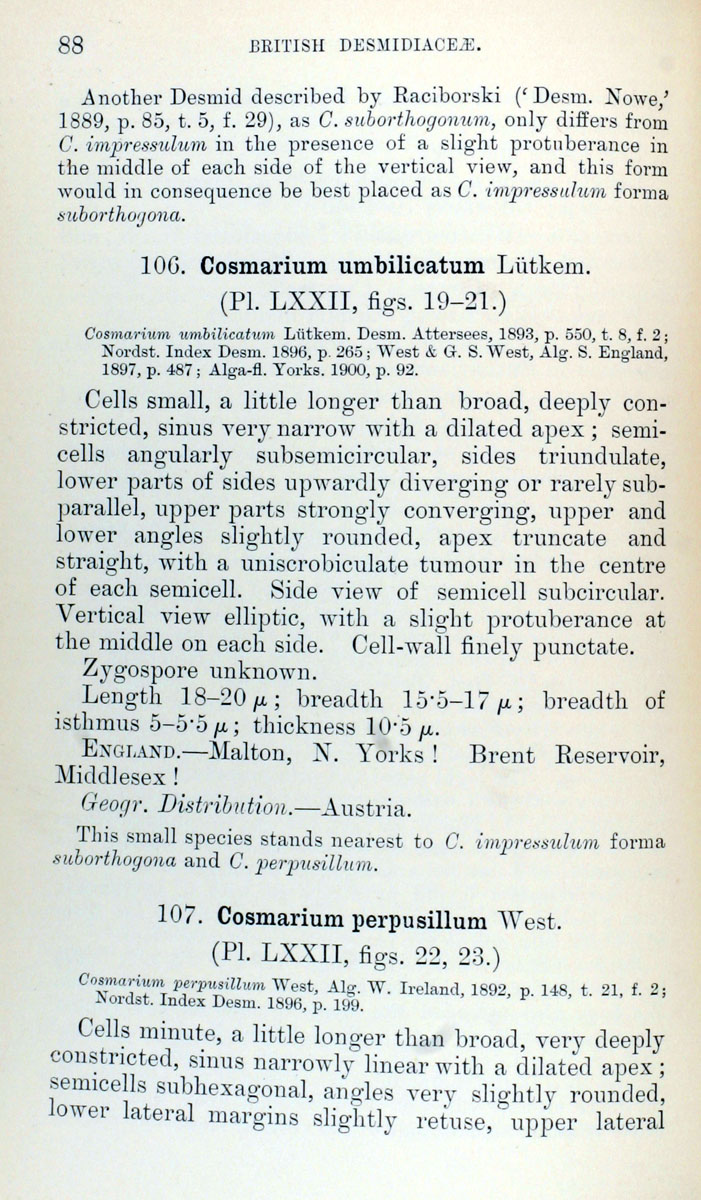 88
BRITISH DESMIDIACEÆ.
Another Desmid described by Raciborski (‘Desm. Nowe,’
1889, p. 85, t. 5, f. 29), as C. suborthogonum, only differs from
C. impressulum in the presence of a slight protuberance in
the middle of each side of the vertical view, and this form
would in consequence be best placed as C. impressulum forma
suborthogona.
106. Cosmarium umbilicatum Lütkem.
(Pl. LXXII, figs. 19–21.)
Cosmarium umbilicatum Lütkem. Desm. Attersees, 1893, p. 550, t. 8, f. 2;
Nordst. Index Desm. 1896, p. 265; West & G. S. West, Alg. S. England,
1897, p. 487; Alga-fl. Yorks. 1900, p. 92.
Cells small, a little longer than broad, deeply con-
stricted, sinus very narrow with a dilated apex; semi-
cells angularly subsemicircular, sides triundulate,
lower parts of sides upwardly diverging or rarely sub-
parallel, upper parts strongly converging, upper and
lower angles slightly rounded, apex truncate and
straight, with a uniscrobiculate tumour in the centre
of each semicell. Side view of semicell subcircular.
Vertical view elliptic, with a slight protuberance at
the middle on each side. Cell-wall finely punctate.
Zygospore unknown.
Length 18–20 μ; breadth 15·5–17 μ; breadth of
isthmus 5–5·5 μ; thickness 10·5 μ.
ENGLAND.—Malton, N. Yorks! Brent Reservoir,
Middlesex!
Geogr. Distribution.—Austria.
This small species stands nearest to C. impressulum forma
suborthogona and C. perpusillum.
107. Cosmarium perpusillum West.
(Pl. LXXII, figs. 22, 23.)
Cosmarium perpusillum West, Alg. W. Ireland, 1892, p. 148, t. 21, f. 2;
Nordst. Index Desm. 1896, p. 199.
Cells minute, a little longer than broad, very deeply
constricted, sinus narrowly linear with a dilated apex;
semicells subhexagonal, angles very slightly rounded,
lower lateral margins slightly retuse, upper lateral